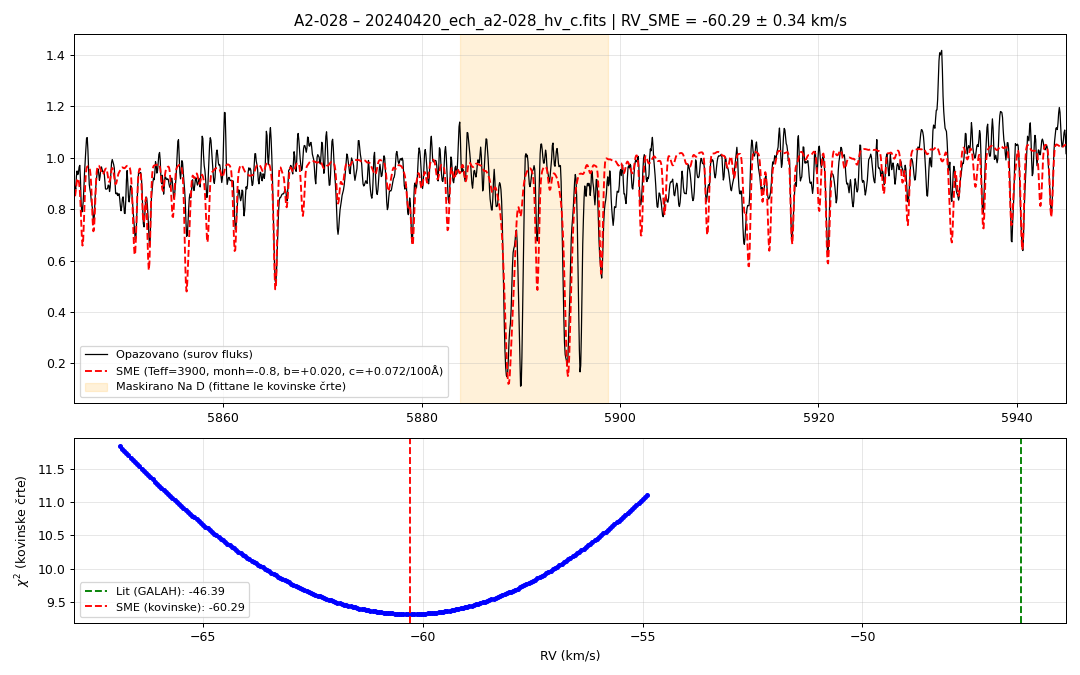 A2-028 – 20240420_ech_a2-028_hv_c.fits | RV_SME = -60.29 ± 0.34 km/s
1.4
1.2
1.0
0.8
0.6
0.4
0.2
Opazovano (surov fluks)
SME (Teff=3900, monh=-0.8, b=+0.020, c=+0.072/100Å)
Maskirano Na D (fittane le kovinske črte)
5860 5880 5900 5920 5940
χ² (kovinske črte)
11.5
11.0
10.5
10.0
9.5
Lit (GALAH): -46.39
SME (kovinske): -60.29
−65 −60 −55 −50
RV (km/s)